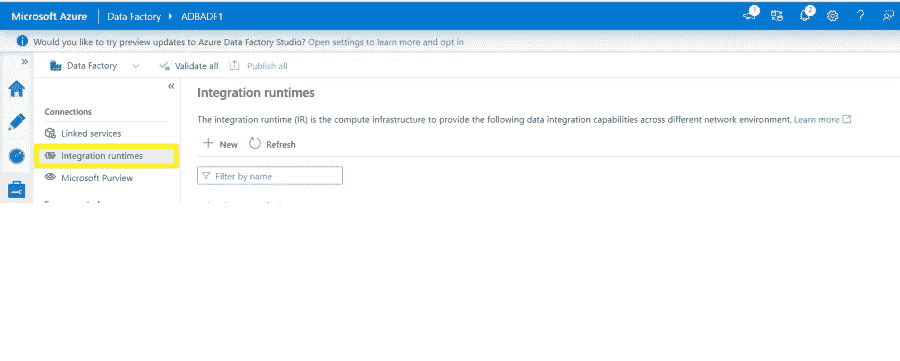 Microsoft Azure Data Factory ADBADF1 1 2
Would you like to try preview updates to Azure Data Factory Studio? Open settings to learn more and opt in
Data Factory Validate all Publish all
Connections
Linked services
Integration runtimes
Microsoft Purview
Integration runtimes
The integration runtime (IR) is the compute infrastructure to provide the following data integration capabilities across different network environment. Learn more
New Refresh
Filter by name